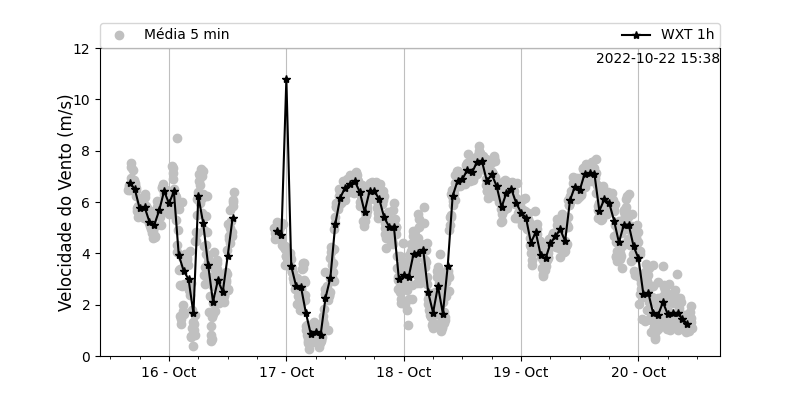 Média 5 min
WXT 1h
2022-10-22 15:38
Velocidade do Vento (m/s)
12
10
8
6
4
2
0
16 - Oct
17 - Oct
18 - Oct
19 - Oct
20 - Oct